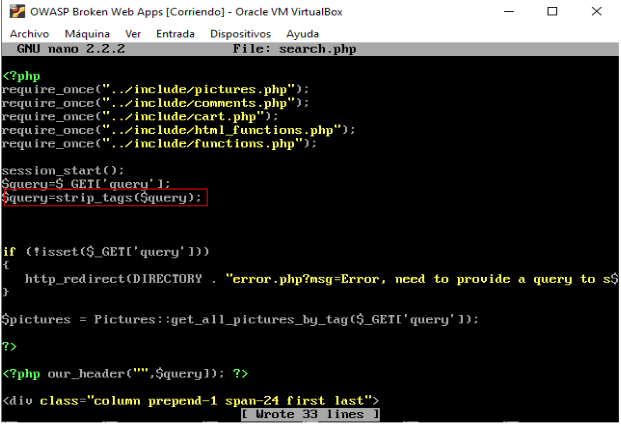 OWASP Broken Web Apps [Corriendo] - Oracle VM VirtualBox
Archivo Máquina Ver Entrada Dispositivos Ayuda
GNU nano 2.2.2 File: search.php
<?php
require_once("../include/pictures.php");
require_once("../include/comments.php");
require_once("../include/cart.php");
require_once("../include/html_functions.php");
require_once("../include/functions.php");
session_start();
$query=$_GET['query'];
$query=strip_tags($query);
if (!isset($_GET['query']))
{
http_redirect(DIRECTORY . "error.php?msg=Error, need to provide a query to s$
}
$pictures = Pictures::get_all_pictures_by_tag($_GET['query']);
?>
<?php our_header("",$query]); ?>
<div class="column prepend-1 span-24 first last">
[ Wrote 33 lines ]